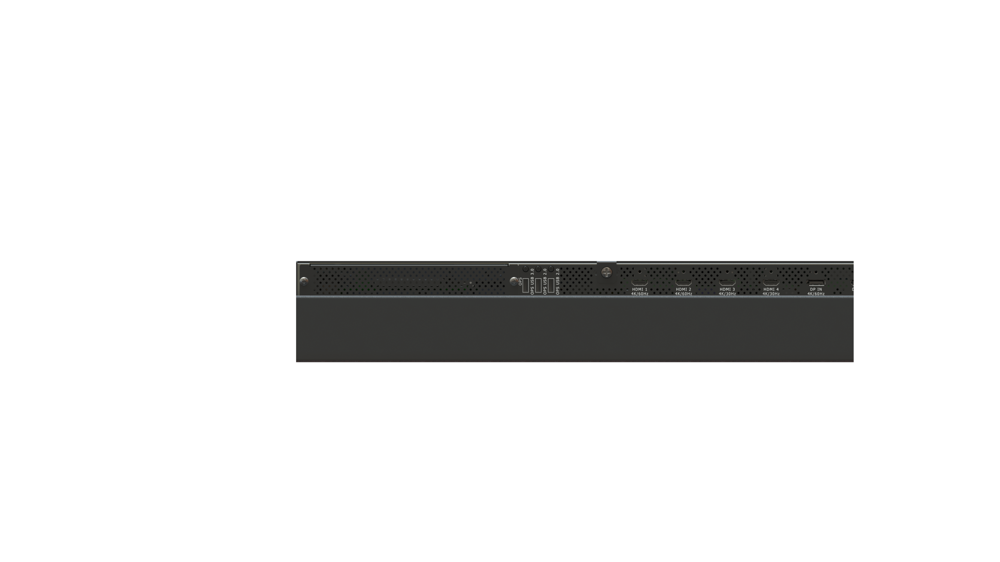 OPS
OPS USB 3.0
OPS USB 2.0
OPS USB 2.0
HDMI 1
4K/60Hz
HDMI 2
4K/60Hz
HDMI 3
4K/30Hz
HDMI 4
4K/30Hz
DP IN
4K/60Hz